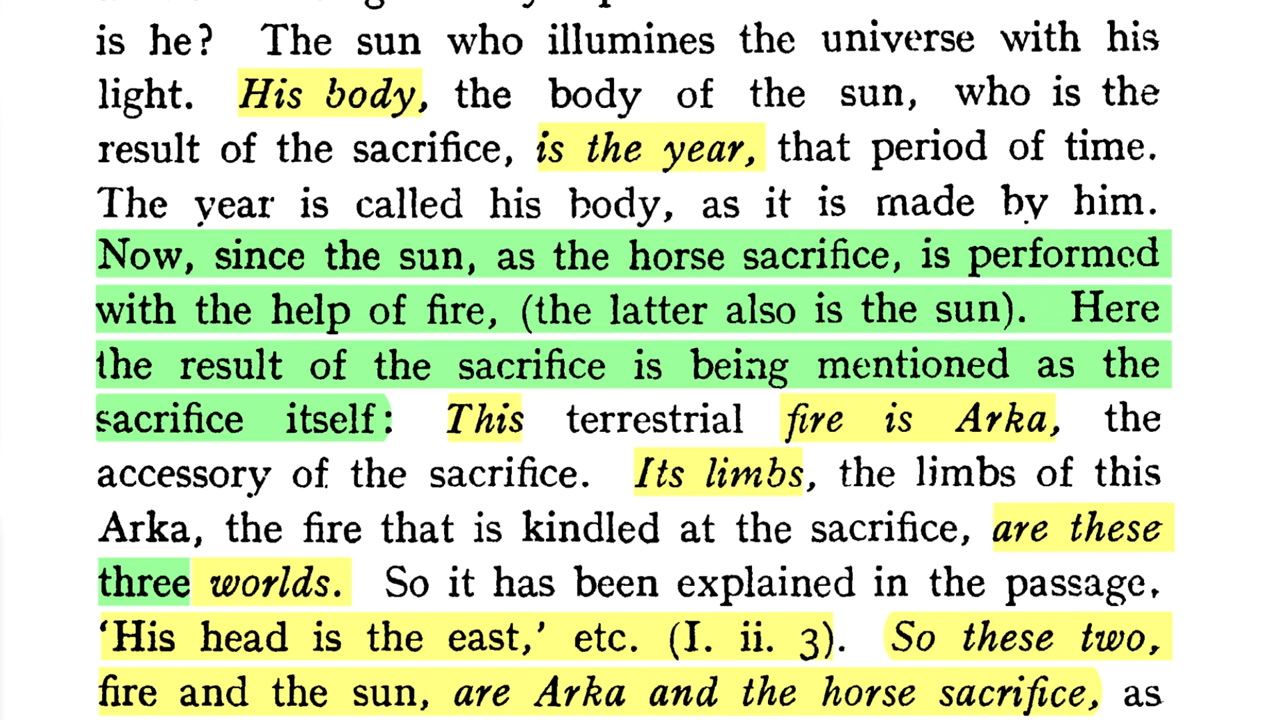 is he? The sun who illumines the universe with his
light. His body, the body of the sun, who is the
result of the sacrifice, is the year, that period of time.
The year is called his body, as it is made by him.
Now, since the sun, as the horse sacrifice, is performed
with the help of fire, (the latter also is the sun). Here
the result of the sacrifice is being mentioned as the
sacrifice itself: This terrestrial fire is Arka, the
accessory of the sacrifice. Its limbs, the limbs of this
Arka, the fire that is kindled at the sacrifice, are these
three worlds. So it has been explained in the passage,
‘His head is the east,’ etc. (I. ii. 3). So these two,
fire and the sun, are Arka and the horse sacrifice, as